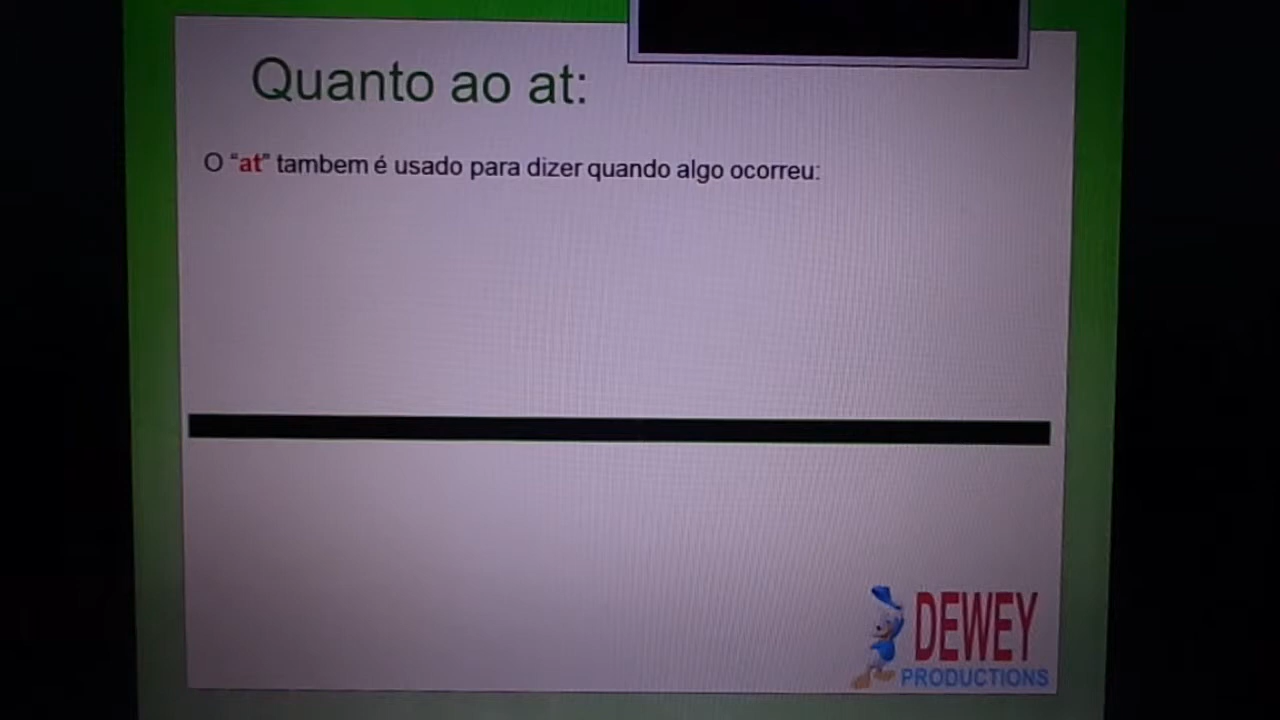 Quanto ao at:
O “at” tambem é usado para dizer quando algo ocorreu:
DEWEY
PRODUCTIONS